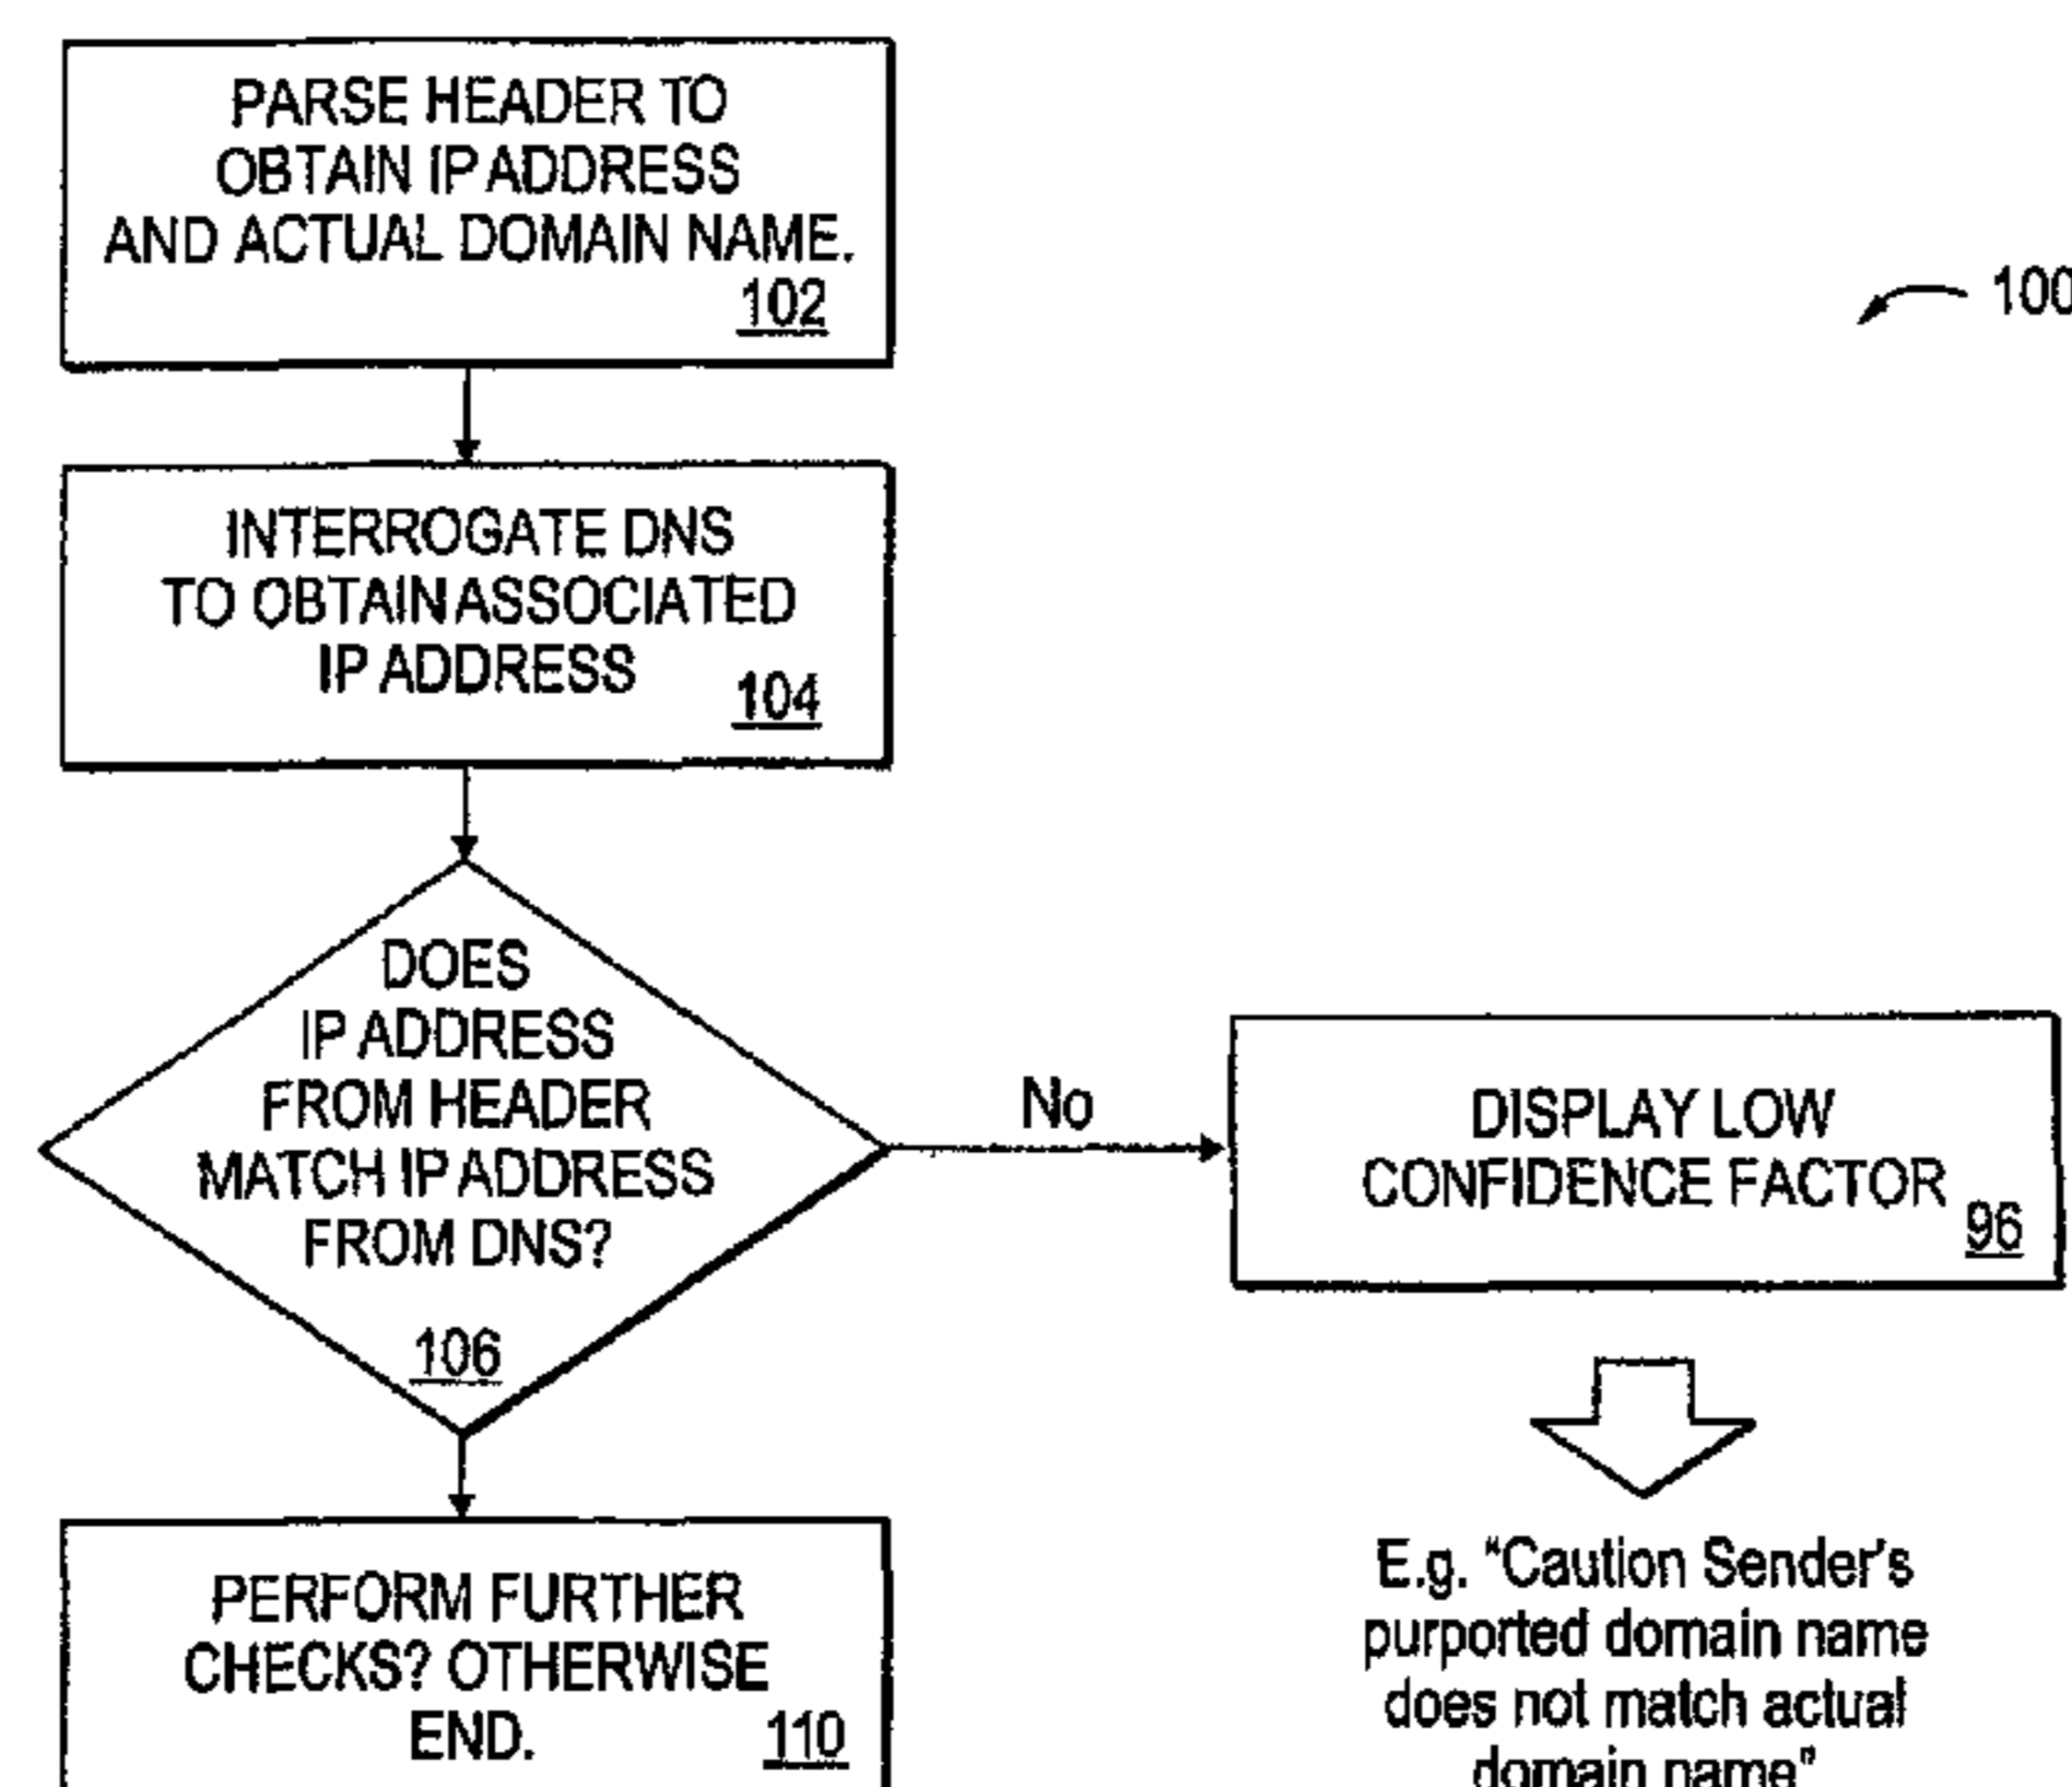 PARSE HEADER TO
OBTAIN IP ADDRESS
AND ACTUAL DOMAIN NAME.
102
100
INTERROGATE DNS
TO OBTAIN ASSOCIATED
IP ADDRESS
104
DOES
IP ADDRESS
FROM HEADER
MATCH IP ADDRESS
FROM DNS?
106
No
DISPLAY LOW
CONFIDENCE FACTOR
96
PERFORM FURTHER
CHECKS? OTHERWISE
END.
110
E.g. "Caution Sender's
purported domain name
does not match actual
domain name"